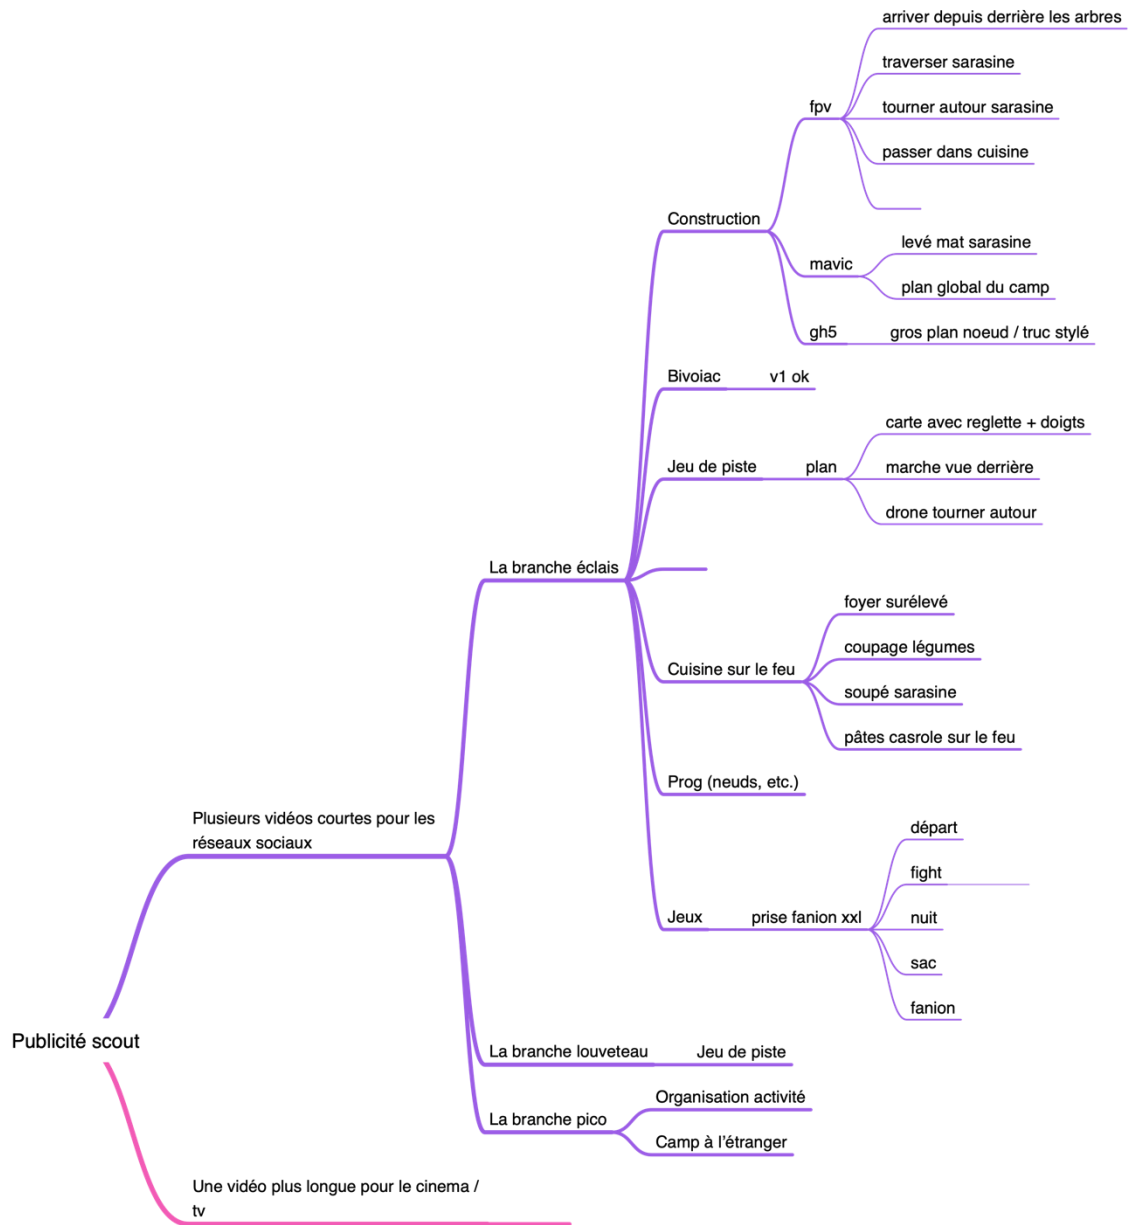 arriver depuis derrière les arbres
traverser sarasine
fpv
tourner autour sarasine
passer dans cuisine
Construction
levé mat sarasine
mavic
plan global du camp
gh5
gros plan noeud / truc stylé
Bivoiac
v1 ok
carte avec reglette + doigts
Jeu de piste
plan
marche vue derrière
drone tourner autour
La branche éclais
foyer surélevé
coupage légumes
Cuisine sur le feu
soupé sarasine
pâtes casrole sur le feu
Prog (neuds, etc.)
Plusieurs vidéos courtes pour les
réseaux sociaux
départ
fight
Jeux
prise fanion xxl
nuit
sac
fanion
Publicité scout
La branche louveteau
Jeu de piste
Organisation activité
La branche pico
Camp à l'étranger
Une vidéo plus longue pour le cinema /
tv